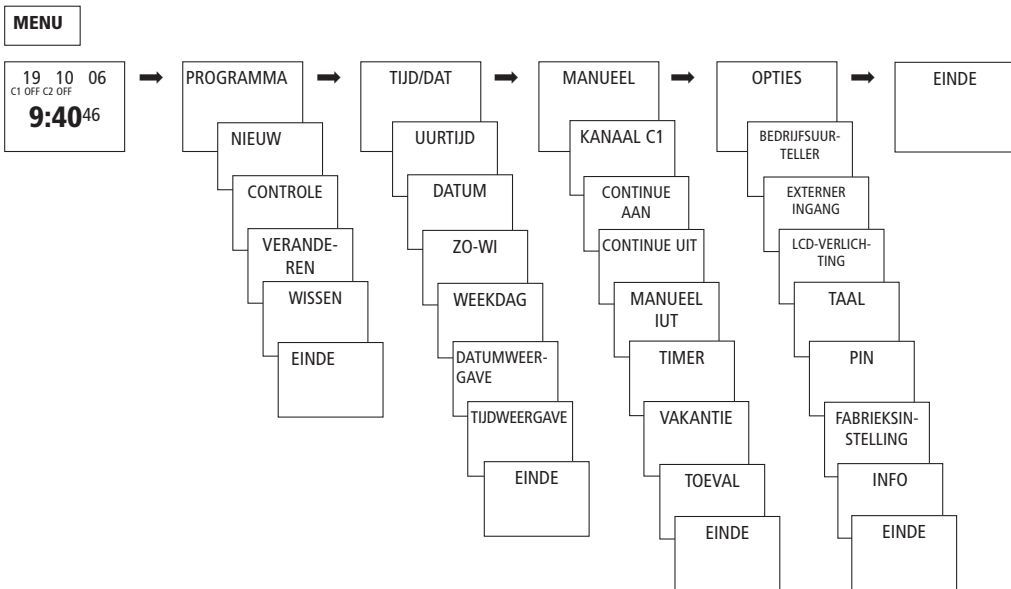 MENU
19 10 06
C1 OFF C2 OFF
9:40 46
PROGRAMMA
NIEUW
CONTROLE
VERANDE-
REN
WISSEN
EINDE
TIJD/DAT
UURTIJD
DATUM
ZO-WI
WEEKDAG
DATUMWEER-
GAVE
TIJDWEERGAVE
EINDE
MANUEEL
KANAAL C1
CONTINUE
AAN
CONTINUE UIT
MANUEEL
IUT
TIMER
VAKANTIE
TOEVAL
EINDE
OPTIES
BEDRIJFSUUR-
TELLER
EXTERNER
INGANG
LCD-VERLICH-
TING
TAAL
PIN
FABRIEKSIN-
STELLING
INFO
EINDE
EINDE